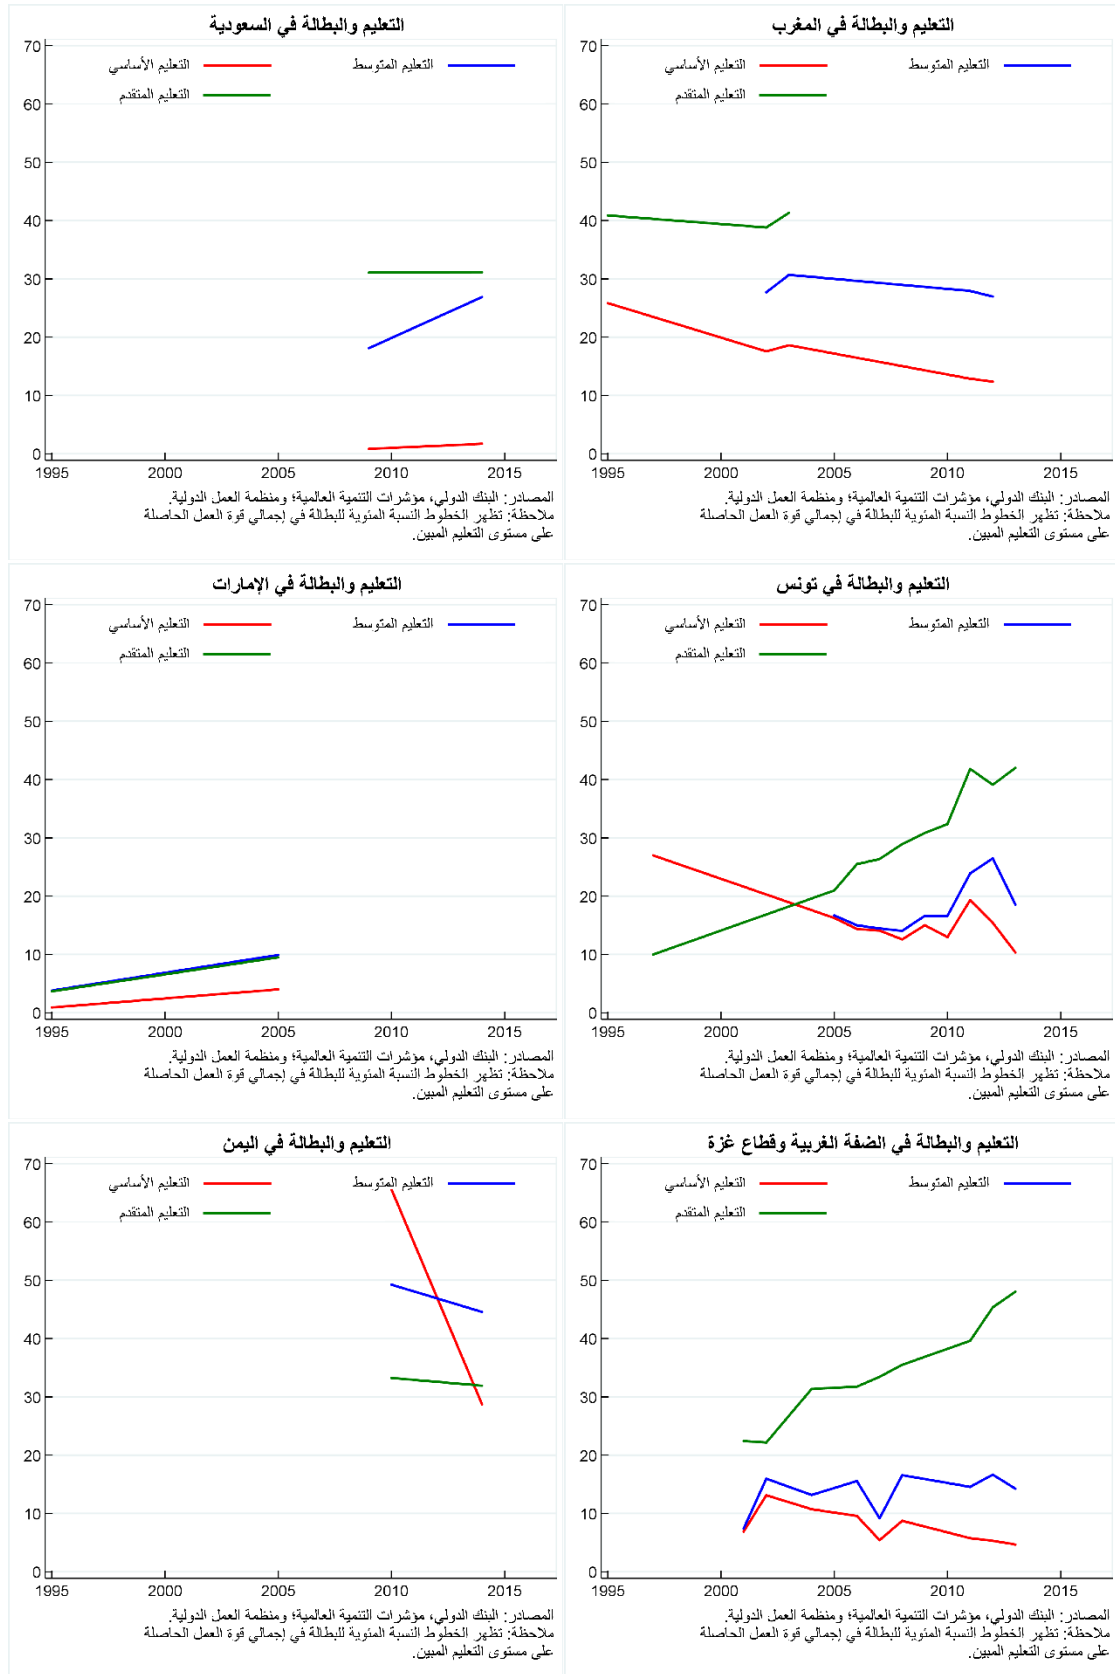 التعليم والبطالة في المغرب
70
60
50
40
30
20
10
0
التعليم المتوسط
التعليم الأساسي
التعليم المتقدم
1995 2000 2005 2010 2015
المصادر: البنك الدولي، مؤشرات التنمية العالمية؛ ومنظمة العمل الدولية.
ملاحظة: تظهر الخطوط النسبة المئوية للبطالة في إجمالي قوة العمل الحاصلة
على مستوى التعليم المبين.
التعليم والبطالة في السعودية
70
60
50
40
30
20
10
0
التعليم المتوسط
التعليم الأساسي
التعليم المتقدم
1995 2000 2005 2010 2015
المصادر: البنك الدولي، مؤشرات التنمية العالمية؛ ومنظمة العمل الدولية.
ملاحظة: تظهر الخطوط النسبة المئوية للبطالة في إجمالي قوة العمل الحاصلة
على مستوى التعليم المبين.
التعليم والبطالة في تونس
70
60
50
40
30
20
10
0
التعليم المتوسط
التعليم الأساسي
التعليم المتقدم
1995 2000 2005 2010 2015
المصادر: البنك الدولي، مؤشرات التنمية العالمية؛ ومنظمة العمل الدولية.
ملاحظة: تظهر الخطوط النسبة المئوية للبطالة في إجمالي قوة العمل الحاصلة
على مستوى التعليم المبين.
التعليم والبطالة في الإمارات
70
60
50
40
30
20
10
0
التعليم المتوسط
التعليم الأساسي
التعليم المتقدم
1995 2000 2005 2010 2015
المصادر: البنك الدولي، مؤشرات التنمية العالمية؛ ومنظمة العمل الدولية.
ملاحظة: تظهر الخطوط النسبة المئوية للبطالة في إجمالي قوة العمل الحاصلة
على مستوى التعليم المبين.
التعليم والبطالة في الضفة الغربية وقطاع غزة
70
60
50
40
30
20
10
0
التعليم المتوسط
التعليم الأساسي
التعليم المتقدم
1995 2000 2005 2010 2015
المصادر: البنك الدولي، مؤشرات التنمية العالمية؛ ومنظمة العمل الدولية.
ملاحظة: تظهر الخطوط النسبة المئوية للبطالة في إجمالي قوة العمل الحاصلة
على مستوى التعليم المبين.
التعليم والبطالة في اليمن
70
60
50
40
30
20
10
0
التعليم المتوسط
التعليم الأساسي
التعليم المتقدم
1995 2000 2005 2010 2015
المصادر: البنك الدولي، مؤشرات التنمية العالمية؛ ومنظمة العمل الدولية.
ملاحظة: تظهر الخطوط النسبة المئوية للبطالة في إجمالي قوة العمل الحاصلة
على مستوى التعليم المبين.